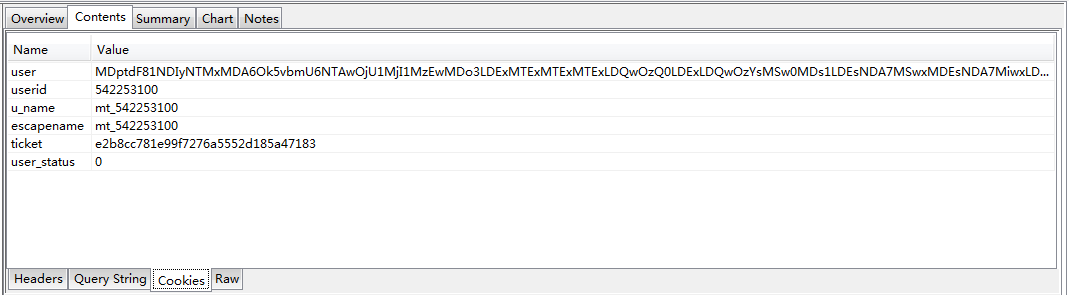 Overview Contents Summary Chart Notes
Name Value
user MDptdF81NDIyNTMxMDA6Ok5vbmU6NTAwOjU1MjI1MzEwMDo3LDExMTExMTExMTExLDQwOzQ0LDExLDQwOzYsMSw0MDs1LDEsNDA7MSwxMDEsNDA7MiwxLD...
userid 542253100
u_name mt_542253100
escapename mt_542253100
ticket e2b8cc781e99f7276a5552d185a47183
user_status 0
Headers Query String Cookies Raw